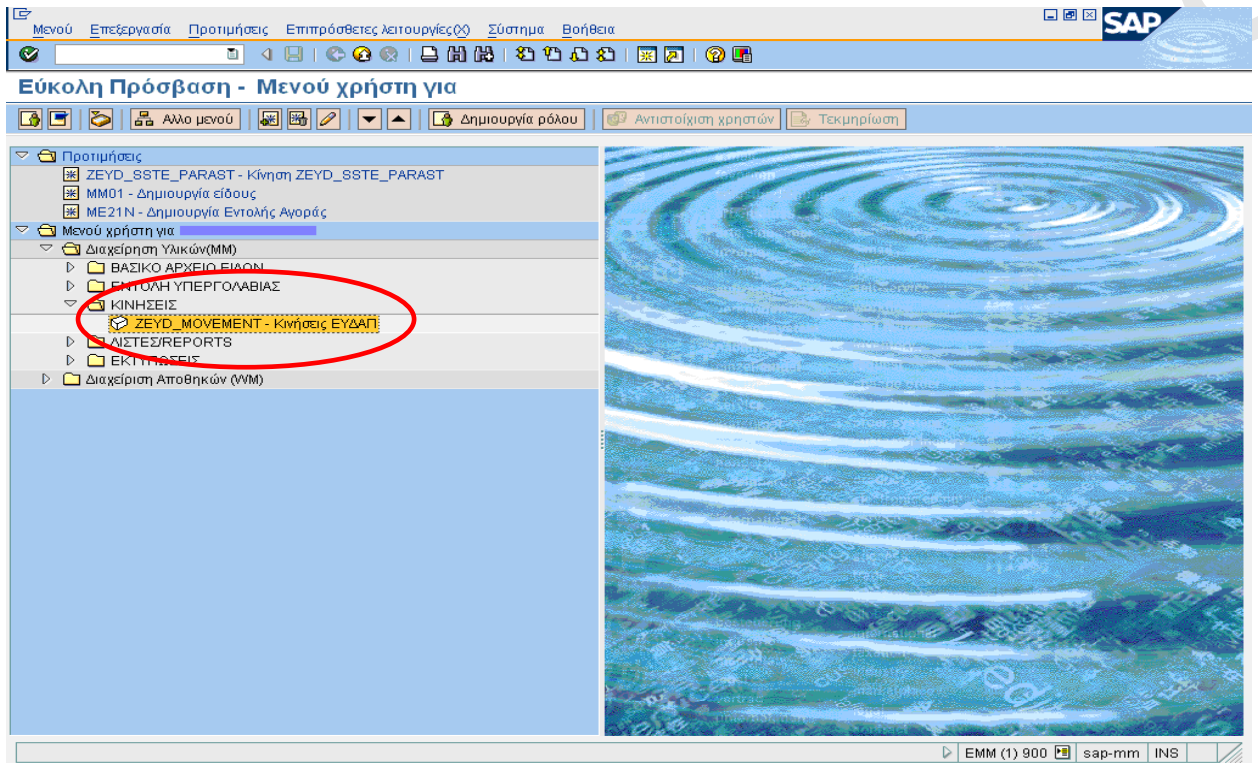 Μενού Επεξεργασία Προτιμήσεις Επιπρόσθετες λειτουργίες(X) Σύστημα Βοήθεια
SAP
Εύκολη Πρόσβαση - Μενού χρήστη για
Αλλο μενού Δημιουργία ρόλου Αντιστοίχιση χρηστών Τεκμηρίωση
Προτιμήσεις
ZEYD_SSTE_PARAST - Κίνηση ZEYD_SSTE_PARAST
MM01 - Δημιουργία είδους
ME21N - Δημιουργία Εντολής Αγοράς
Μενού χρήστη για
Διαχείρηση Υλικών(MM)
ΒΑΣΙΚΟ ΑΡΧΕΙΟ ΕΙΔΩΝ
ΕΝΤΟΛΗ ΥΠΕΡΓΟΛΑΒΙΑΣ
ΚΙΝΗΣΕΙΣ
ZEYD_MOVEMENT - Κινήσεις ΕΥΔΑΠ
ΛΙΣΤΕΣ/REPORTS
ΕΚΤΥΠΩΣΕΙΣ
Διαχείριση Αποθηκών (WM)
EMM (1) 900 sap-mm INS